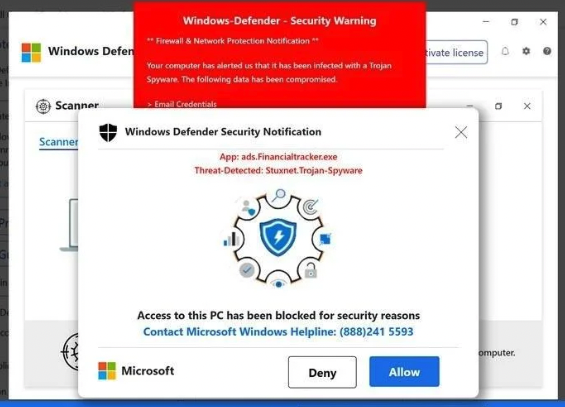 Windows-Defender - Security Warning
** Firewall & Network Protection Notification **
Your computer has alerted us that it has been infected with a Trojan
Spyware. The following data has been compromised.
> Email Credentials
Windows Defen
tivate license
Scanner
Scanner
Windows Defender Security Notification
App: ads.Financialtracker.exe
Threat-Detected: Stuxnet.Trojan-Spyware
Access to this PC has been blocked for security reasons
Contact Microsoft Windows Helpline: (888)241 5593
omputer.
Microsoft
Deny
Allow